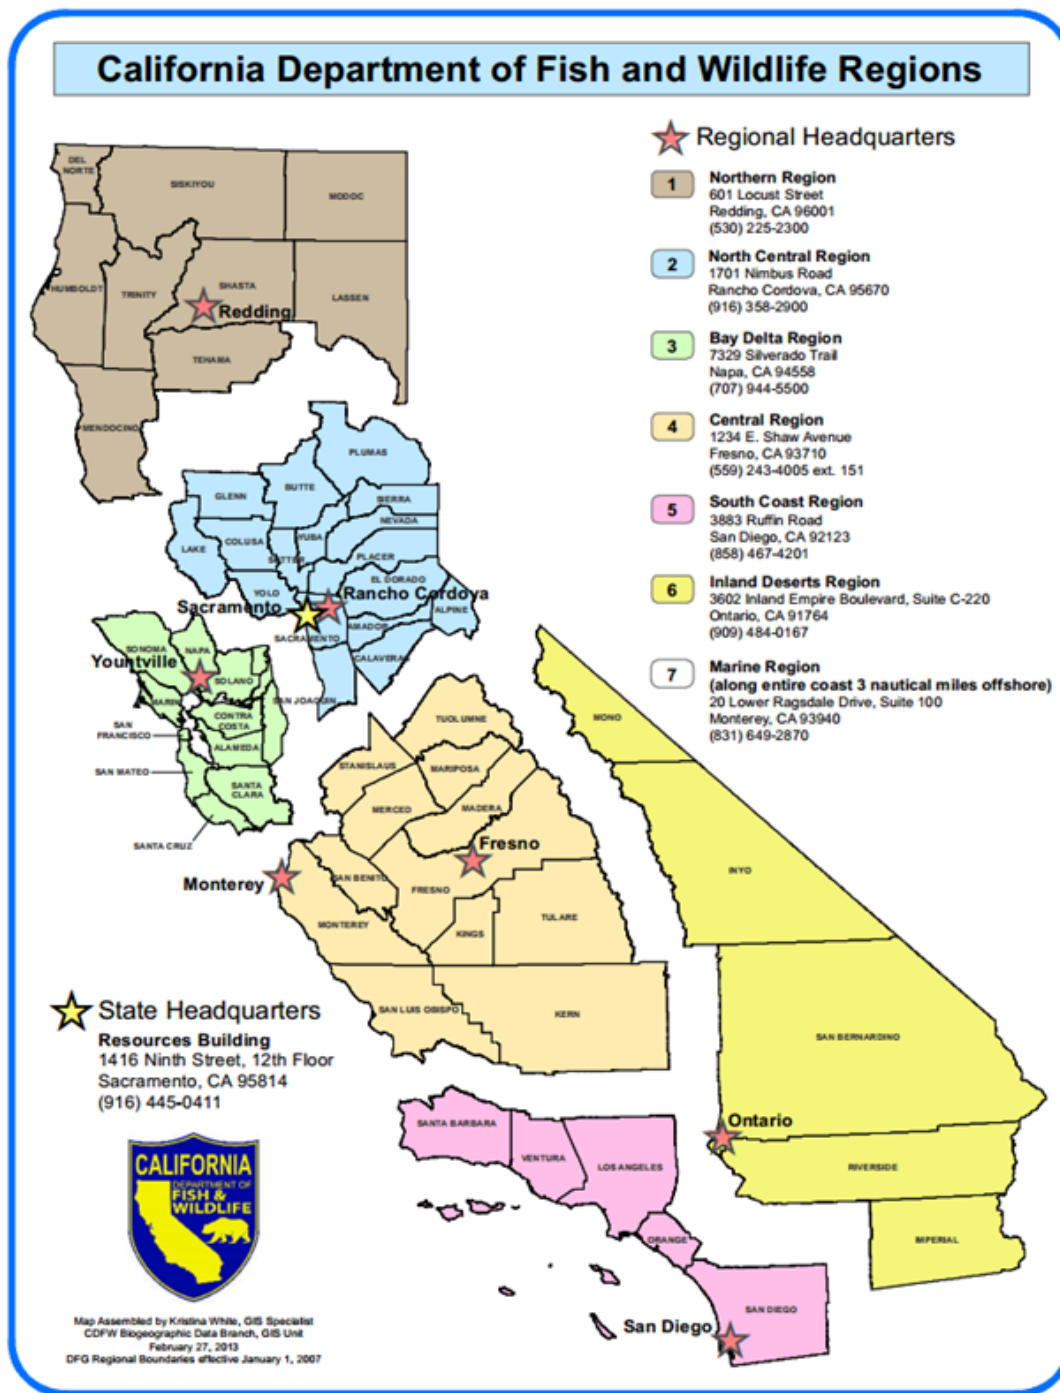 California Department of Fish and Wildlife Regions
Regional Headquarters
1
Northern Region
601 Locust Street
Redding, CA 96001
(530) 225-2300
2
North Central Region
1701 Nimbus Road
Rancho Cordova, CA 95670
(916) 358-2900
3
Bay Delta Region
7329 Silverado Trail
Napa, CA 94558
(707) 944-5500
4
Central Region
1234 E. Shaw Avenue
Fresno, CA 93710
(559) 243-4005 ext. 151
5
South Coast Region
3883 Ruffin Road
San Diego, CA 92123
(858) 467-4201
6
Inland Deserts Region
3602 Inland Empire Boulevard, Suite C-220
Ontario, CA 91764
(909) 484-0167
7
Marine Region
(along entire coast 3 nautical miles offshore)
20 Lower Ragsdale Drive, Suite 100
Monterey, CA 93940
(831) 649-2870
DEL
NORTE
SISKIYOU
MODOC
HUMBOLDT
TRINITY
SHASTA
LASSEN
Redding
TEHAMA
MENDOCINO
PLUMAS
BUTTE
GLENN
SIERRA
NEVADA
LAKE
COLUSA
YUBA
SUTTER
PLACER
YOLO
EL DORADO
Sacramento
Rancho Cordova
ALPINE
SACRAMENTO
AMADOR
CALAVERAS
SAN JOAQUIN
SONOMA
NAPA
Yountville
SOLANO
MARIN
SAN
FRANCISCO
CONTRA
COSTA
ALAMEDA
SAN MATEO
SANTA
CLARA
SANTA CRUZ
TUOLUMNE
STANISLAUS
MARIPOSA
MERCED
MADERA
Fresno
Monterey
SAN BENITO
FRESNO
MONTEREY
KINGS
TULARE
SAN LUIS OBISPO
KERN
MONO
INYO
SAN BERNARDINO
Ontario
RIVERSIDE
IMPERIAL
SANTA BARBARA
VENTURA
LOS ANGELES
ORANGE
SAN DIEGO
San Diego
State Headquarters
Resources Building
1416 Ninth Street, 12th Floor
Sacramento, CA 95814
(916) 445-0411
CALIFORNIA
DEPARTMENT OF
FISH &
WILDLIFE
Map Assembled by Kristina White, GIS Specialist
CDFW Biogeographic Data Branch, GIS Unit
February 27, 2013
DFG Regional Boundaries effective January 1, 2007